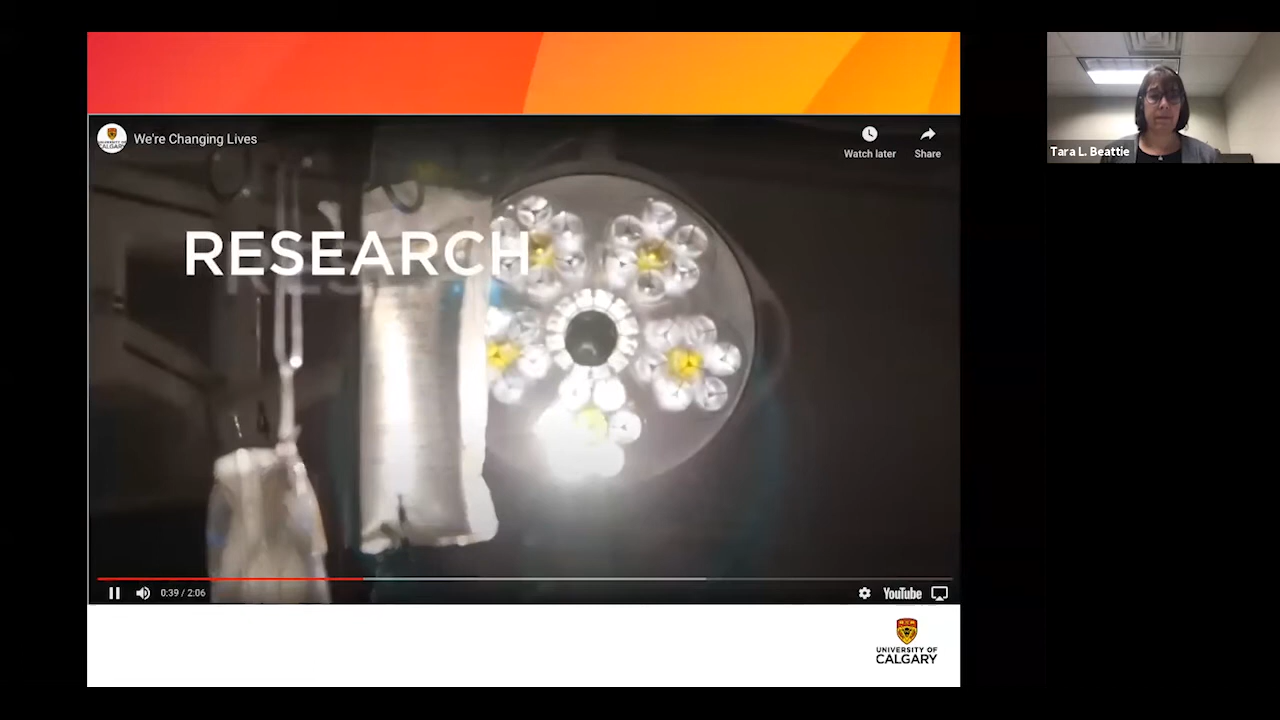 We're Changing Lives
Watch later
Share
RESEARCH
0:39 / 2:06
YouTube
UNIVERSITY OF
CALGARY
Tara L. Beattie